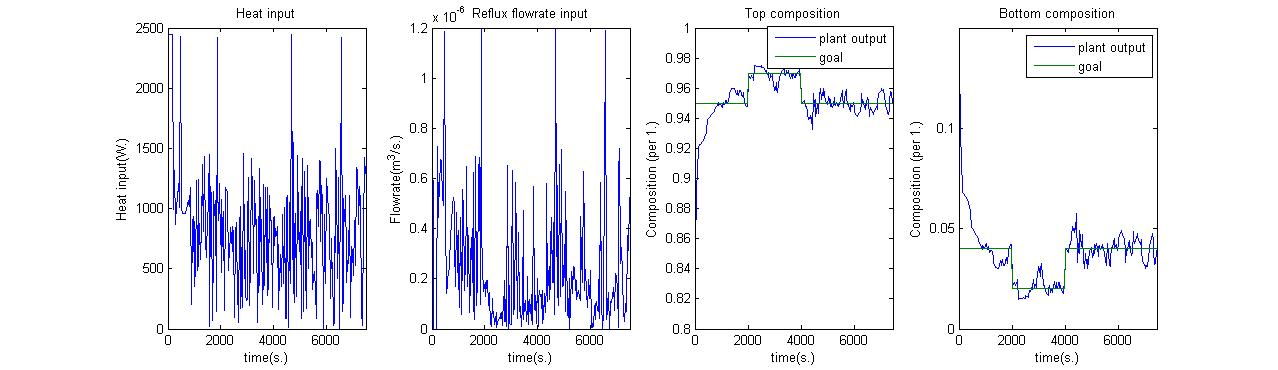 Heat input
2500
2000
1500
1000
500
0
0 2000 4000 6000
time(s.)
Heat input(W.)
x 10^-6
Reflux flowrate input
1.2
1
0.8
0.6
0.4
0.2
0
0 2000 4000 6000
time(s.)
Flowrate(m^3/s.)
Top composition
plant output
goal
1
0.98
0.96
0.94
0.92
0.9
0.88
0.86
0.84
0.82
0.8
0 2000 4000 6000
time(s.)
Composition (per 1.)
Bottom composition
plant output
goal
0.1
0.05
0
0 2000 4000 6000
time(s.)
Composition (per 1.)